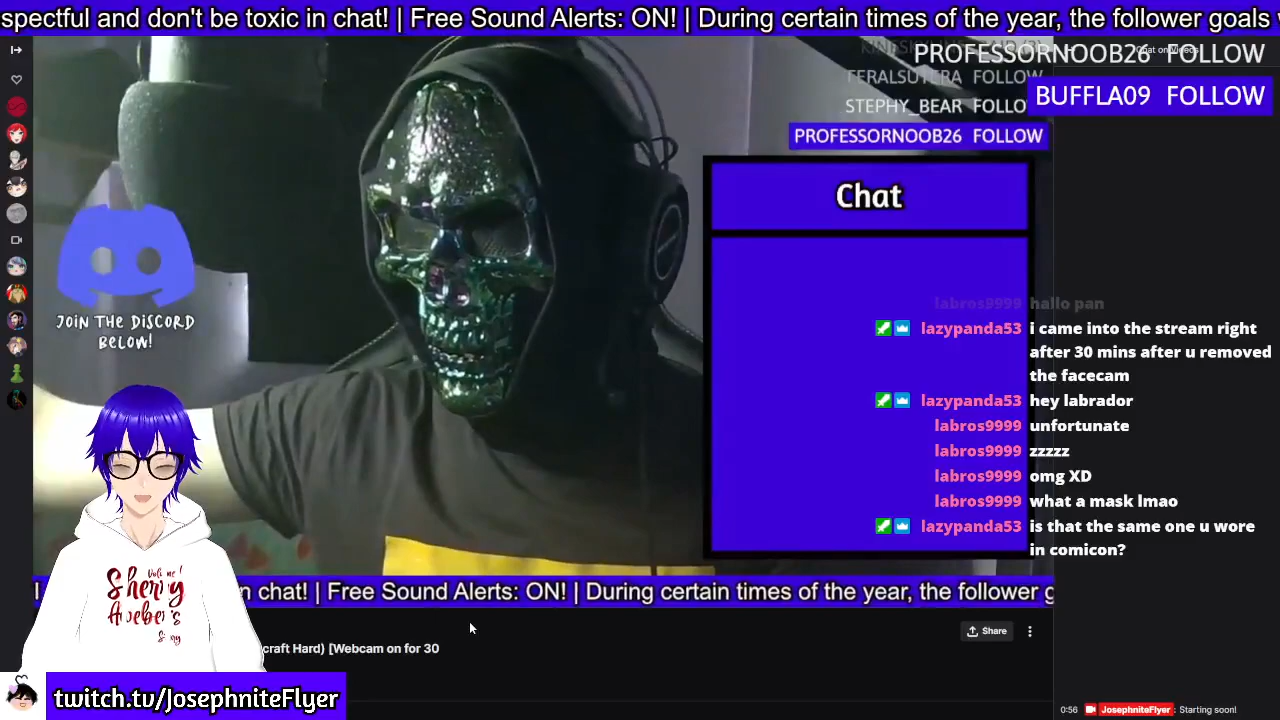 spectful and don't be toxic in chat! | Free Sound Alerts: ON! | During certain times of the year, the follower goals
PROFESSORNOOB26 FOLLOW
FERALSUTERA FOLLOW
BUFFLA09 FOLLOW
STEPHY_BEAR FOLLO
PROFESSORNOOB26 FOLLOW
Chat
labros9999 hallo pan
lazypanda53 i came into the stream right
after 30 mins after u removed
the facecam
lazypanda53 hey labrador
labros9999 unfortunate
labros9999 zzzzz
labros9999 omg XD
labros9999 what a mask lmao
lazypanda53 is that the same one u wore
in comicon?
JOIN THE DISCORD
BELOW!
n chat! | Free Sound Alerts: ON! | During certain times of the year, the follower g
Share
craft Hard) [Webcam on for 30
twitch.tv/JosephniteFlyer
0:56 JosephniteFlyer: Starting soon!